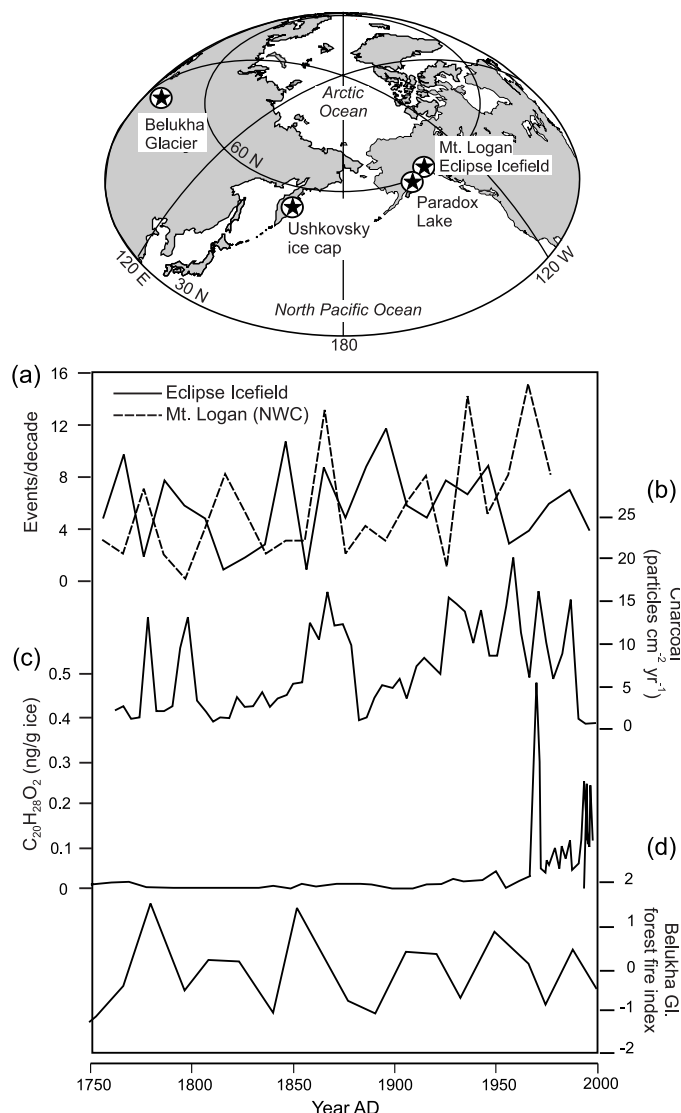 Arctic
Ocean
Belukha
Glacier
60 N
Mt. Logan
Eclipse Icefield
Paradox
Lake
Ushkovsky
ice cap
120 E
30 N
120 W
North Pacific Ocean
180
(a)
16
12
8
4
0
Events/decade
Eclipse Icefield
Mt. Logan (NWC)
(b)
25
20
15
10
5
0
Charcoal
(particles cm⁻² yr⁻¹)
(c)
0.5
0.4
0.3
0.2
0.1
0
C₂₀H₂₈O₂ (ng/g ice)
(d)
2
1
0
-1
-2
Belukha Gl.
forest fire index
1750
1800
1850
1900
1950
2000
Year AD